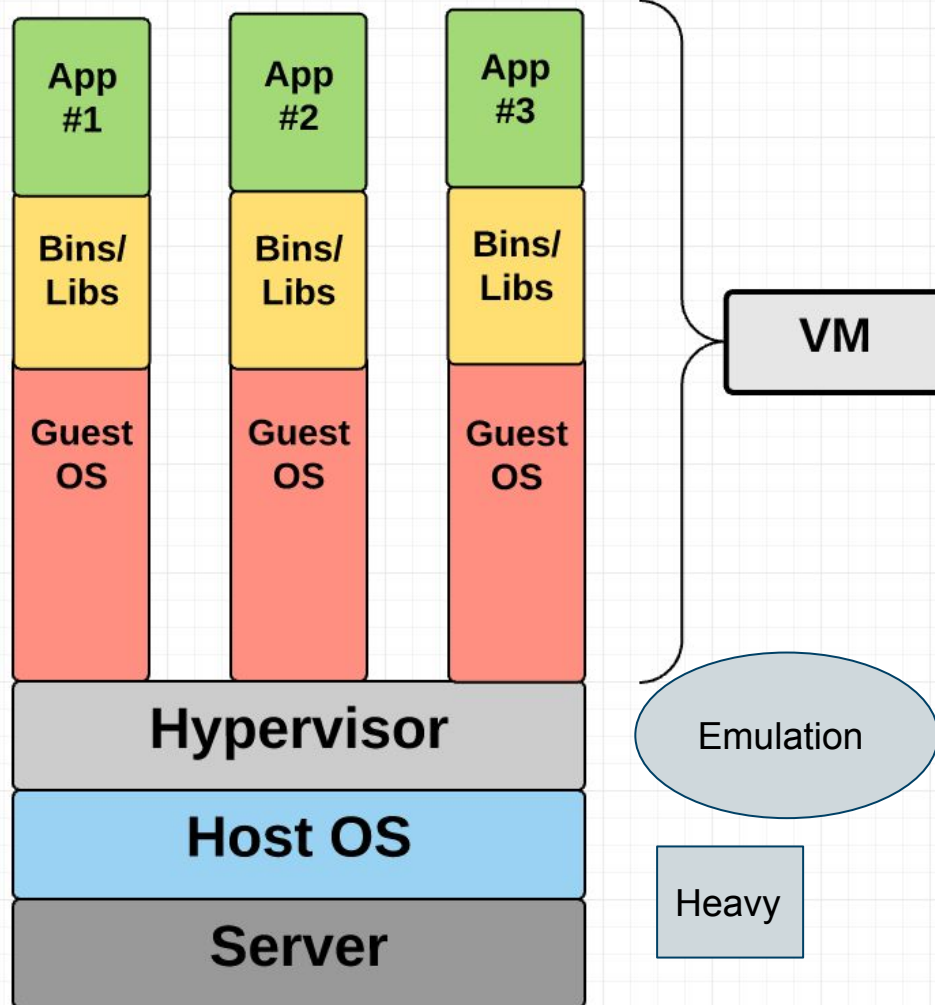 App
#1
App
#2
App
#3
Bins/
Libs
Bins/
Libs
Bins/
Libs
VM
Guest
OS
Guest
OS
Guest
OS
Hypervisor
Emulation
Host OS
Heavy
Server